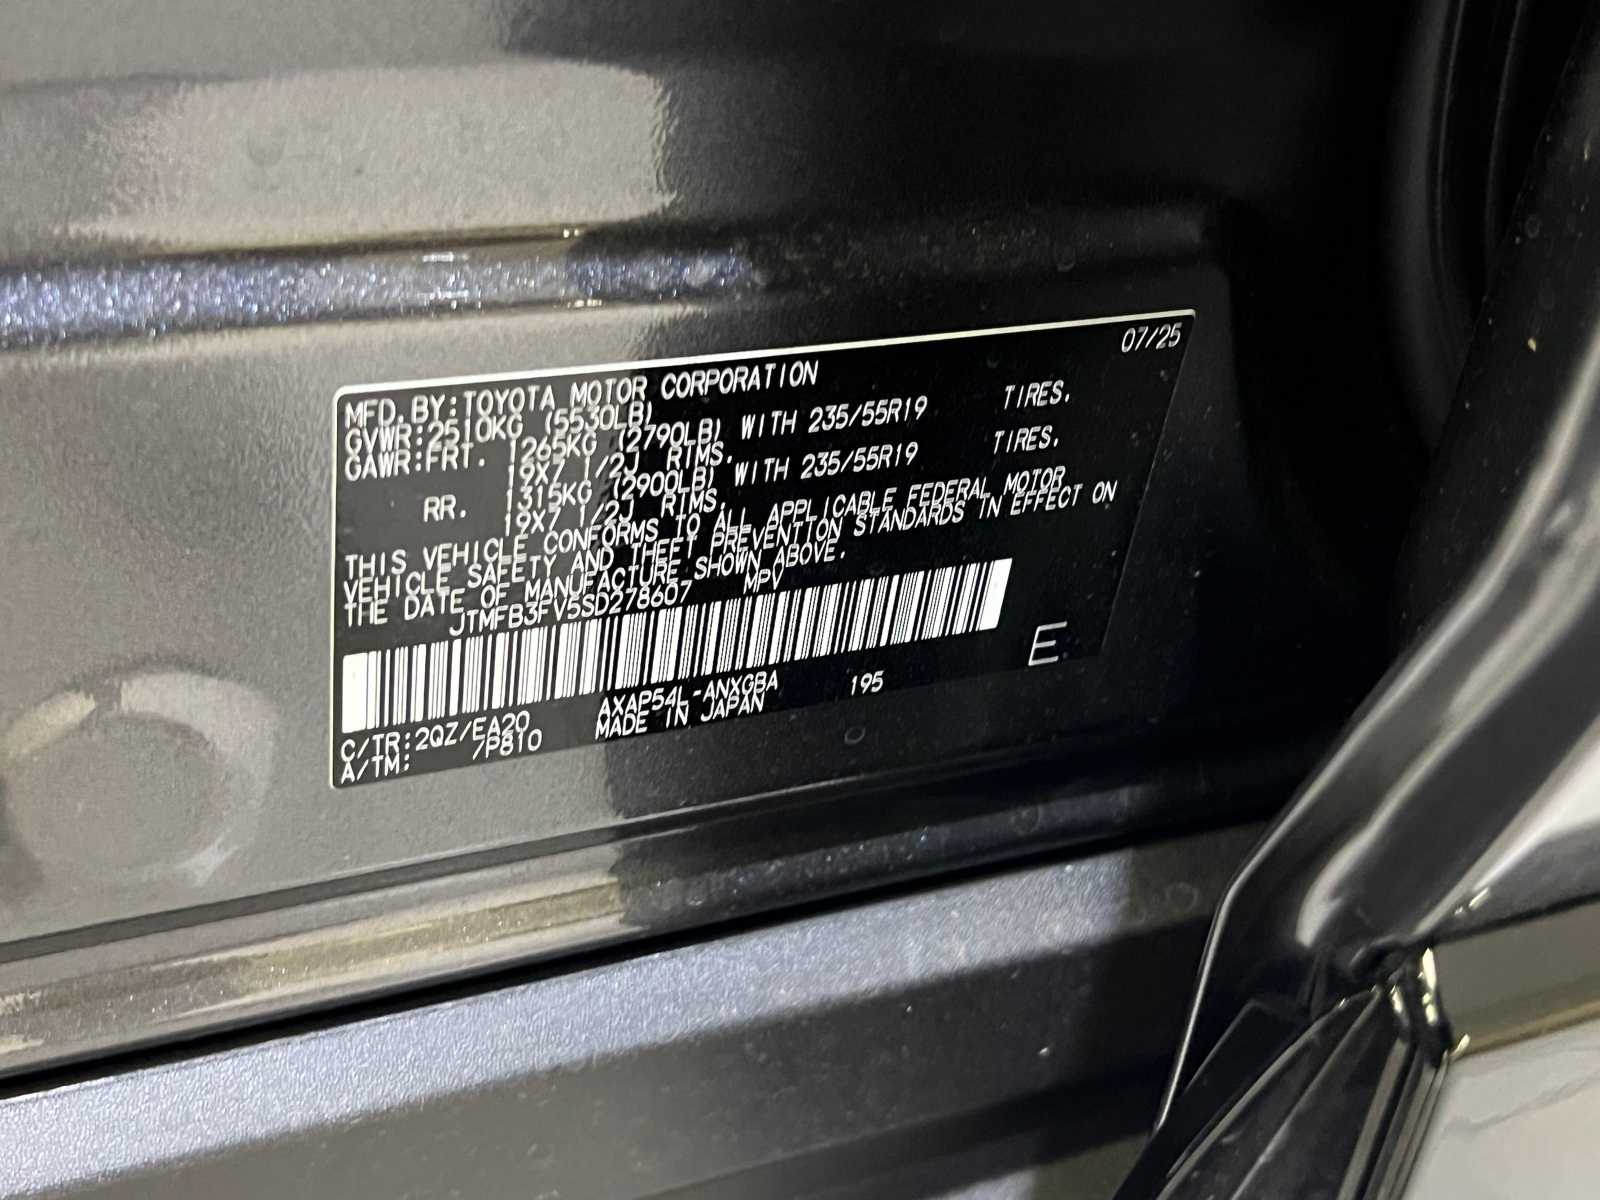 07/25
MFD.BY:TOYOTA MOTOR CORPORATION
GVWR:2510KG (5530LB)
GAWR:FRT. 1265KG (2790LB) WITH 235/55R19 TIRES.
19X7 1/2J RIMS.
RR. 1315KG (2900LB) WITH 235/55R19 TIRES.
19X7 1/2J RIMS.
THIS VEHICLE CONFORMS TO ALL APPLICABLE FEDERAL MOTOR
VEHICLE SAFETY AND THEFT PREVENTION STANDARDS IN EFFECT ON
THE DATE OF MANUFACTURE SHOWN ABOVE.
JTMFB3FV5SD278607 MPV
E
C/TR:2QZ/EA20 AXAP54L-ANXGBA 195
A/TM: /P810 MADE IN JAPAN